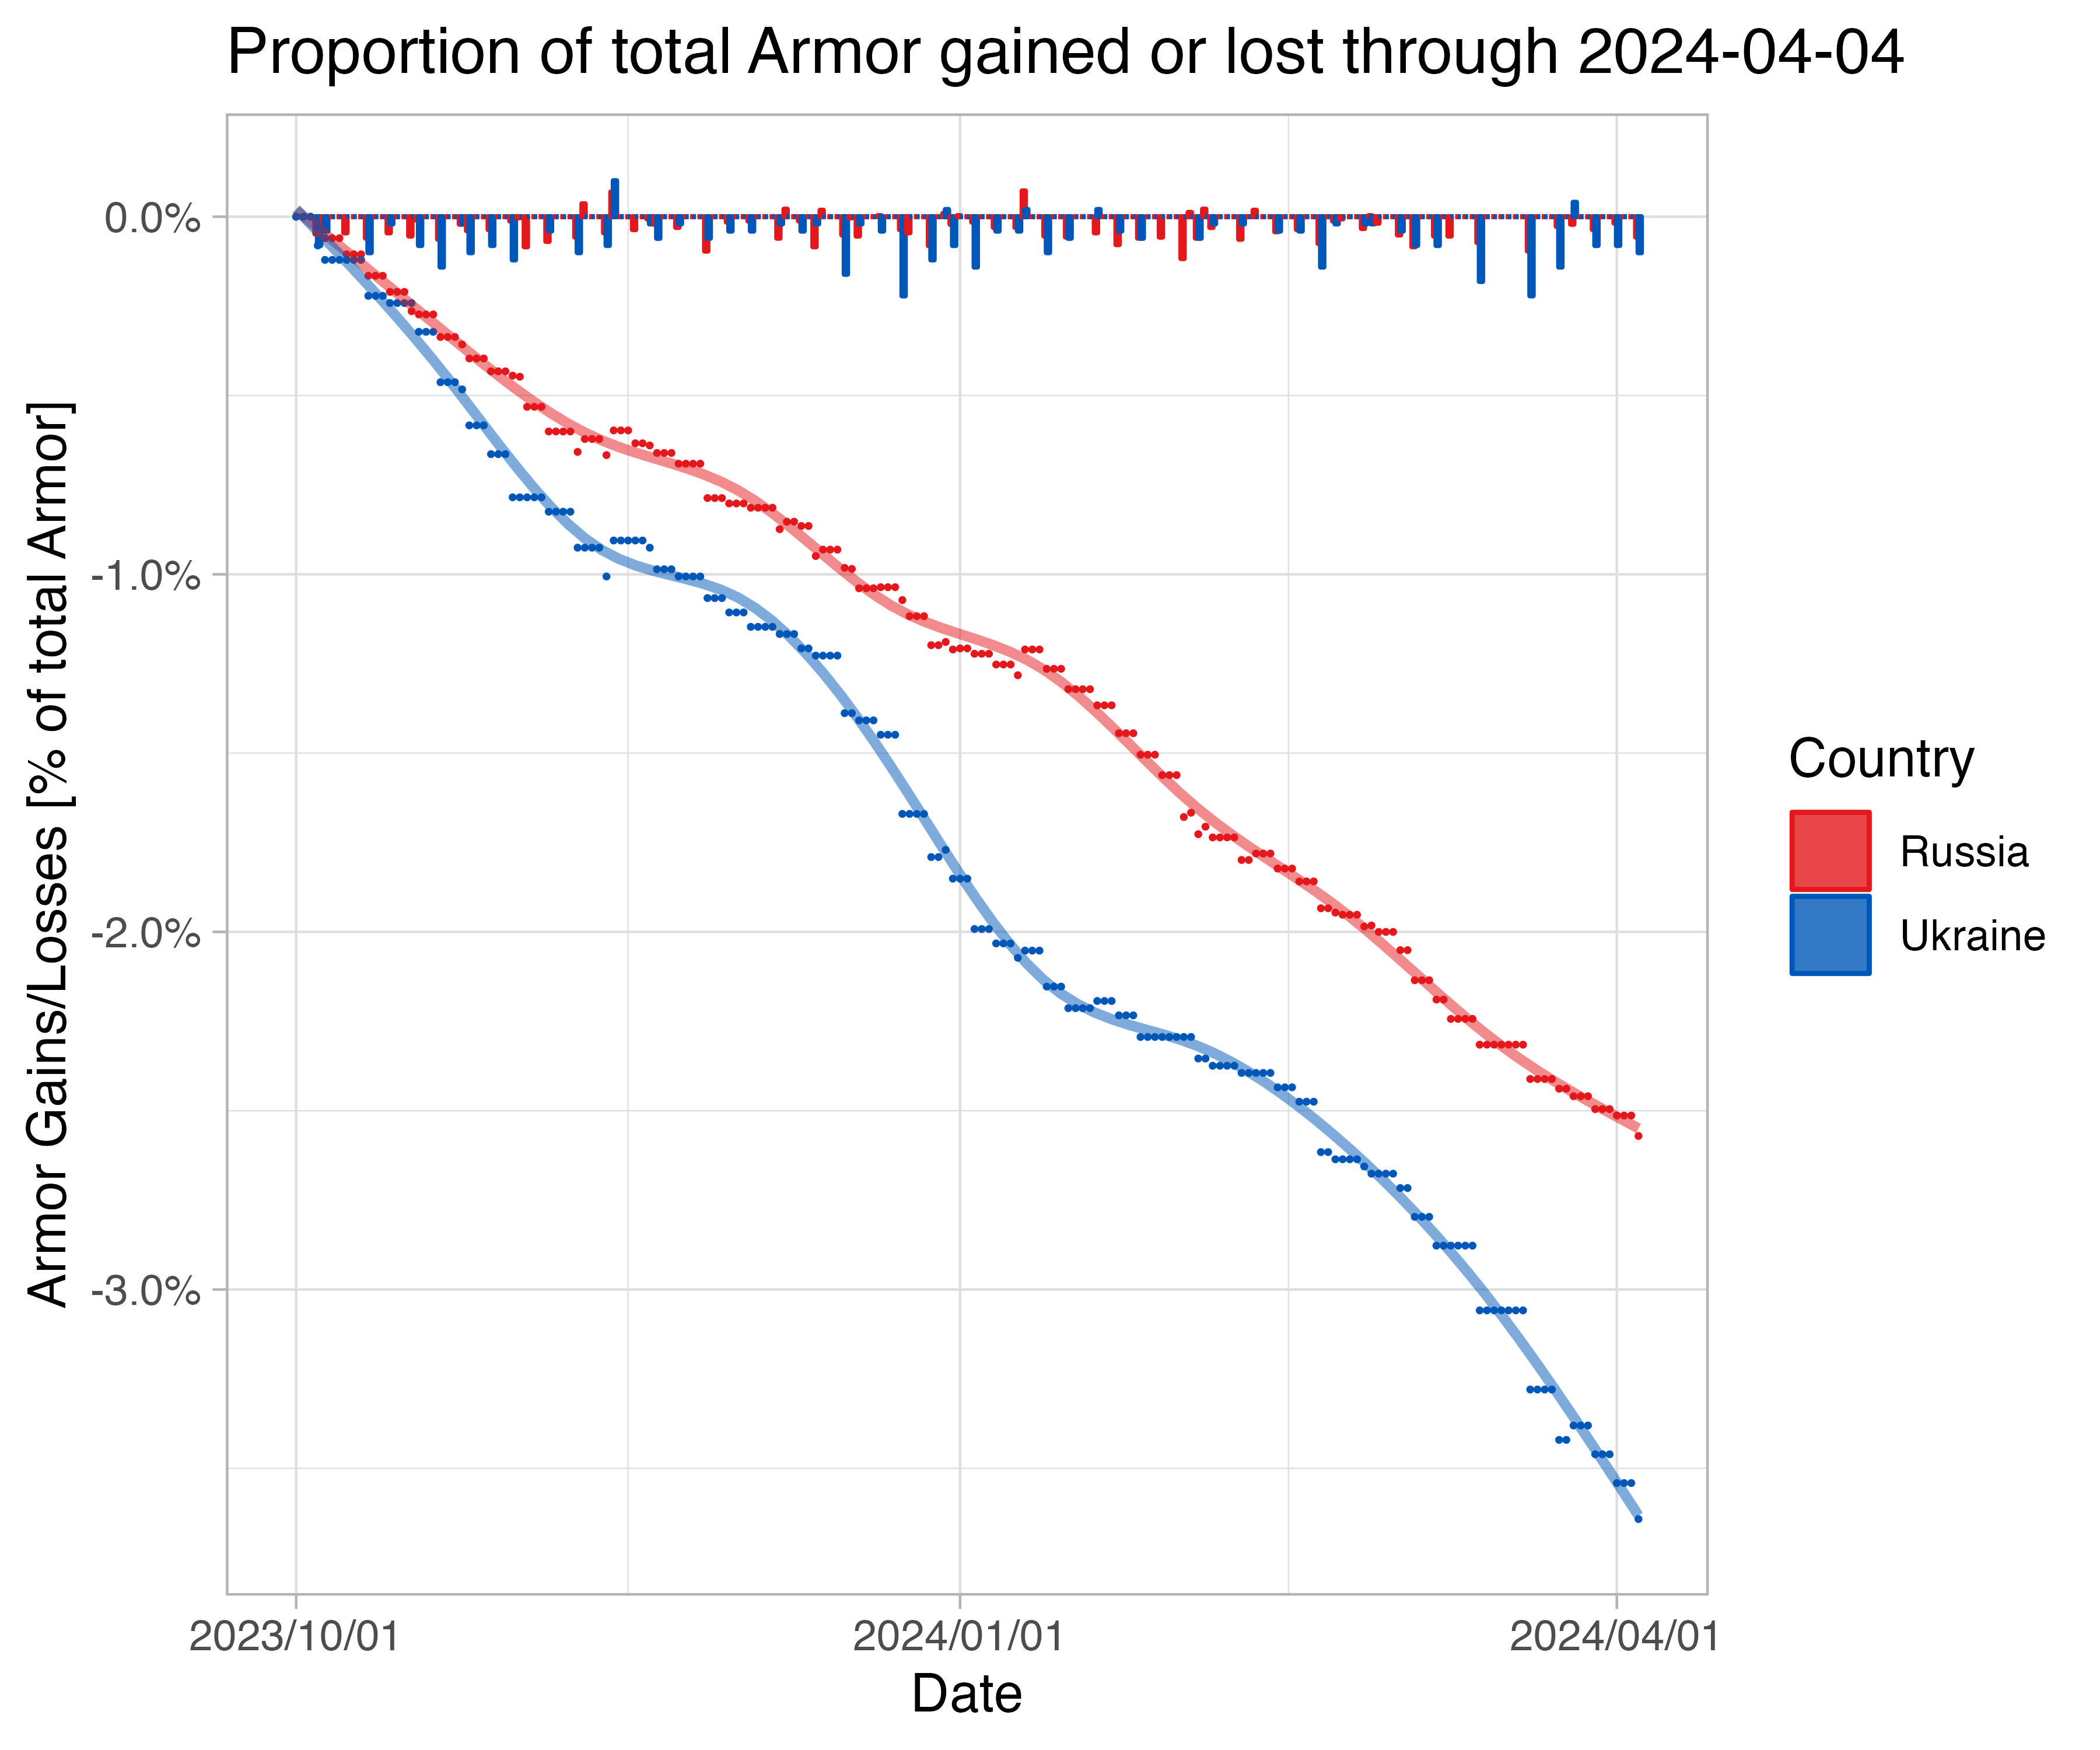 Proportion of total Armor gained or lost through 2024-04-04
Armor Gains/Losses [% of total Armor]
0.0%
-1.0%
-2.0%
-3.0%
2023/10/01
2024/01/01
2024/04/01
Date
Country
Russia
Ukraine